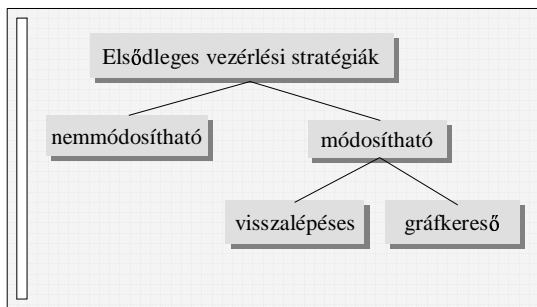 Elsődleges vezérlési stratégiák
nemmódosítható
módosítható
visszalépéses
gráfkereső